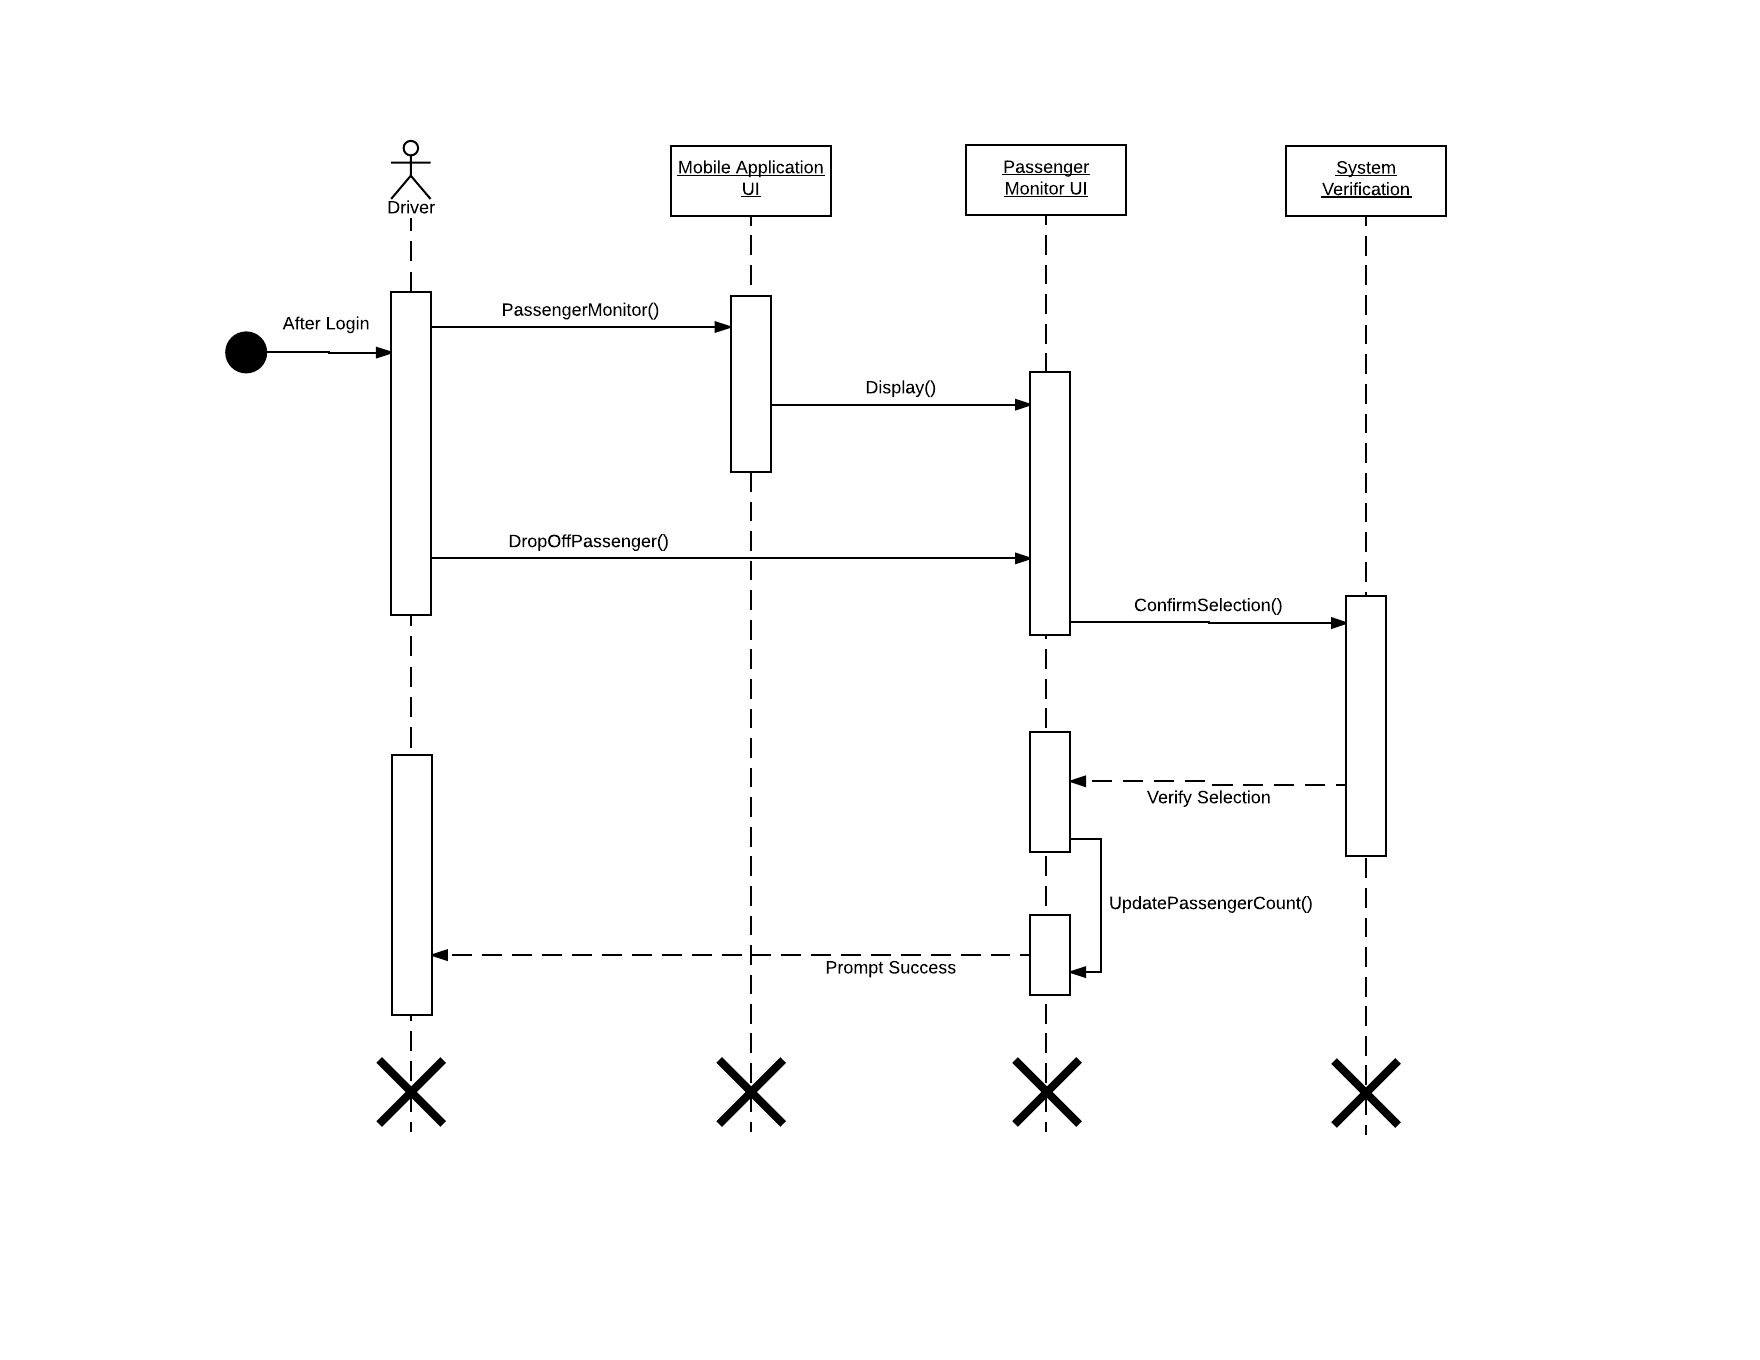 Driver
Mobile Application
UI
Passenger
Monitor UI
System
Verification
After Login
PassengerMonitor()
Display()
DropOffPassenger()
ConfirmSelection()
Verify Selection
UpdatePassengerCount()
Prompt Success